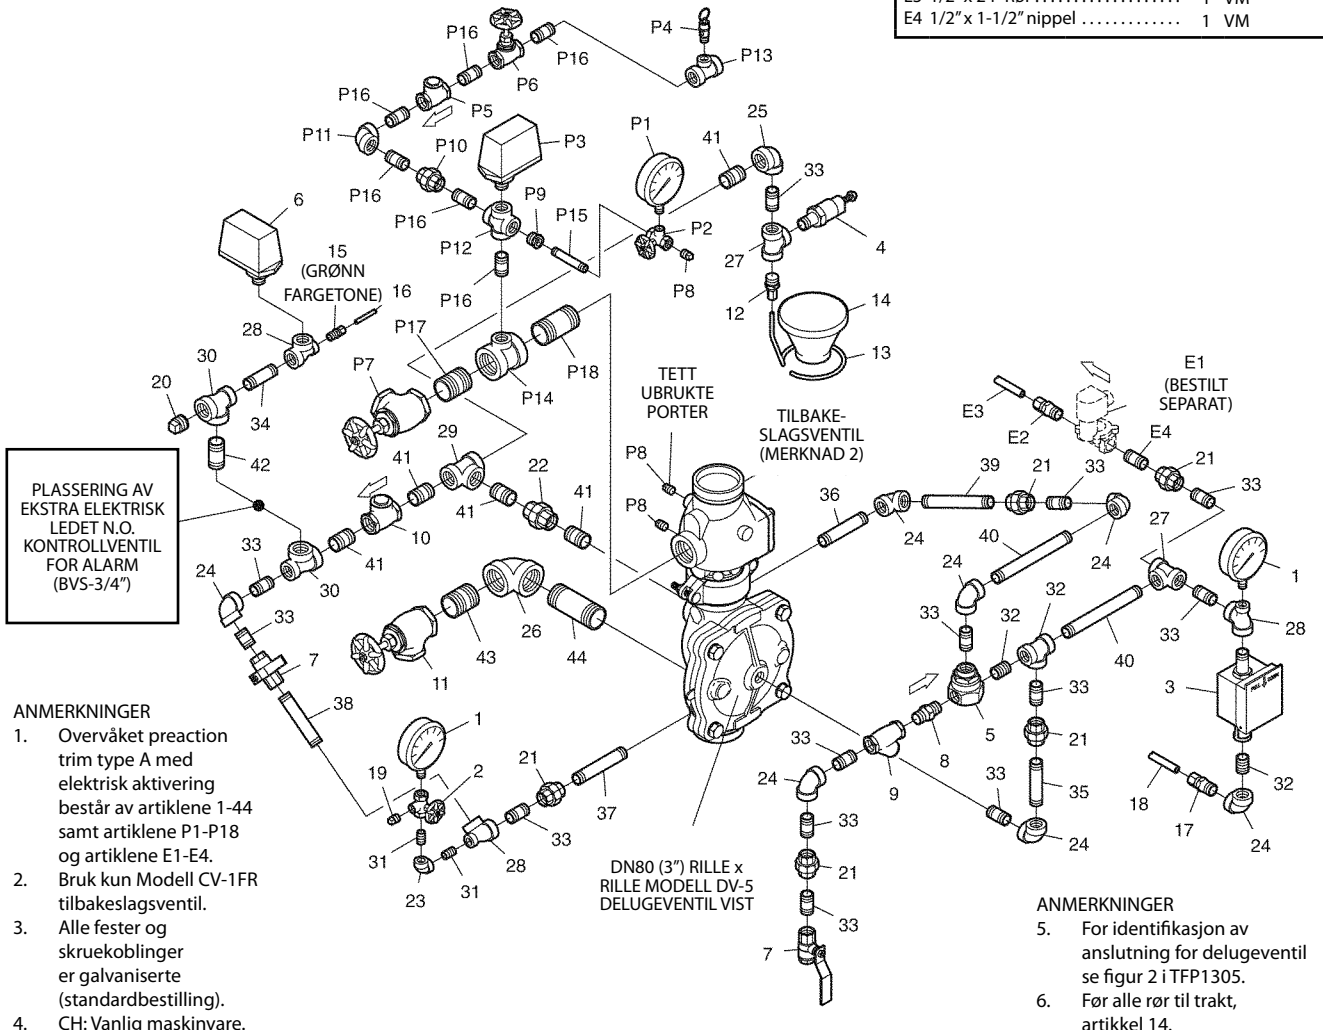 E4 1/2" x 1-1/2" nippel ............. 1 VM
P16
P16
P4
P13
P6
P16
P5
P11
P10
P3
P1
41
25
P16
33
P9
P15
P16
P12
P2
27
4
6
15
(GRØNN
FARGETONE)
16
P16
P8
12
14
28
P17
13
30
P7
P18
P14
20
34
TETT
UBRUKTE
PORTER
TILBAKE-
SLAGSVENTIL
(MERKNAD 2)
E1
(BESTILT
SEPARAT)
E3
E2
E4
42
29
41
22
P8
39
21
33
21
41
41
P8
36
33
PLASSERING AV
EKSTRA ELEKTRISK
LEDET N.O.
KONTROLLVENTIL
FOR ALARM
(BVS-3/4")
10
24
40
24
27
24
33
41
30
24
1
33
26
33
32
32
33
28
7
43
44
40
11
3
38
1
33
5
8
21
19
2
21
33
24
9
33
35
32
37
18
17
31
33
28
33
24
24
23
31
21
DN80 (3") RILLE x
RILLE MODELL DV-5
DELUGEVENTIL VIST
33
7
ANMERKNINGER
1. Overvåket preaction
trim type A med
elektrisk aktivering
består av artiklene 1-44
samt artiklene P1-P18
og artiklene E1-E4.
2. Bruk kun Modell CV-1FR
tilbakeslagsventil.
3. Alle fester og
skruekoblinger
er galvaniserte
(standardbestilling).
4. CH: Vanlig maskinvare.
ANMERKNINGER
5. For identifikasjon av
anslutning for delugeventil
se figur 2 i TFP1305.
6. Før alle rør til trakt,
artikkel 14.